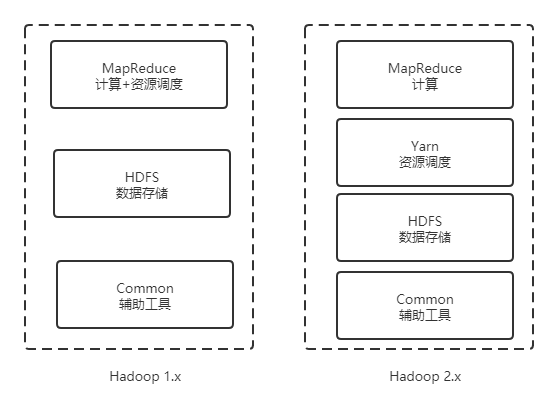 MapReduce
计算+资源调度
HDFS
数据存储
Common
辅助工具
Hadoop 1.x
MapReduce
计算
Yarn
资源调度
HDFS
数据存储
Common
辅助工具
Hadoop 2.x